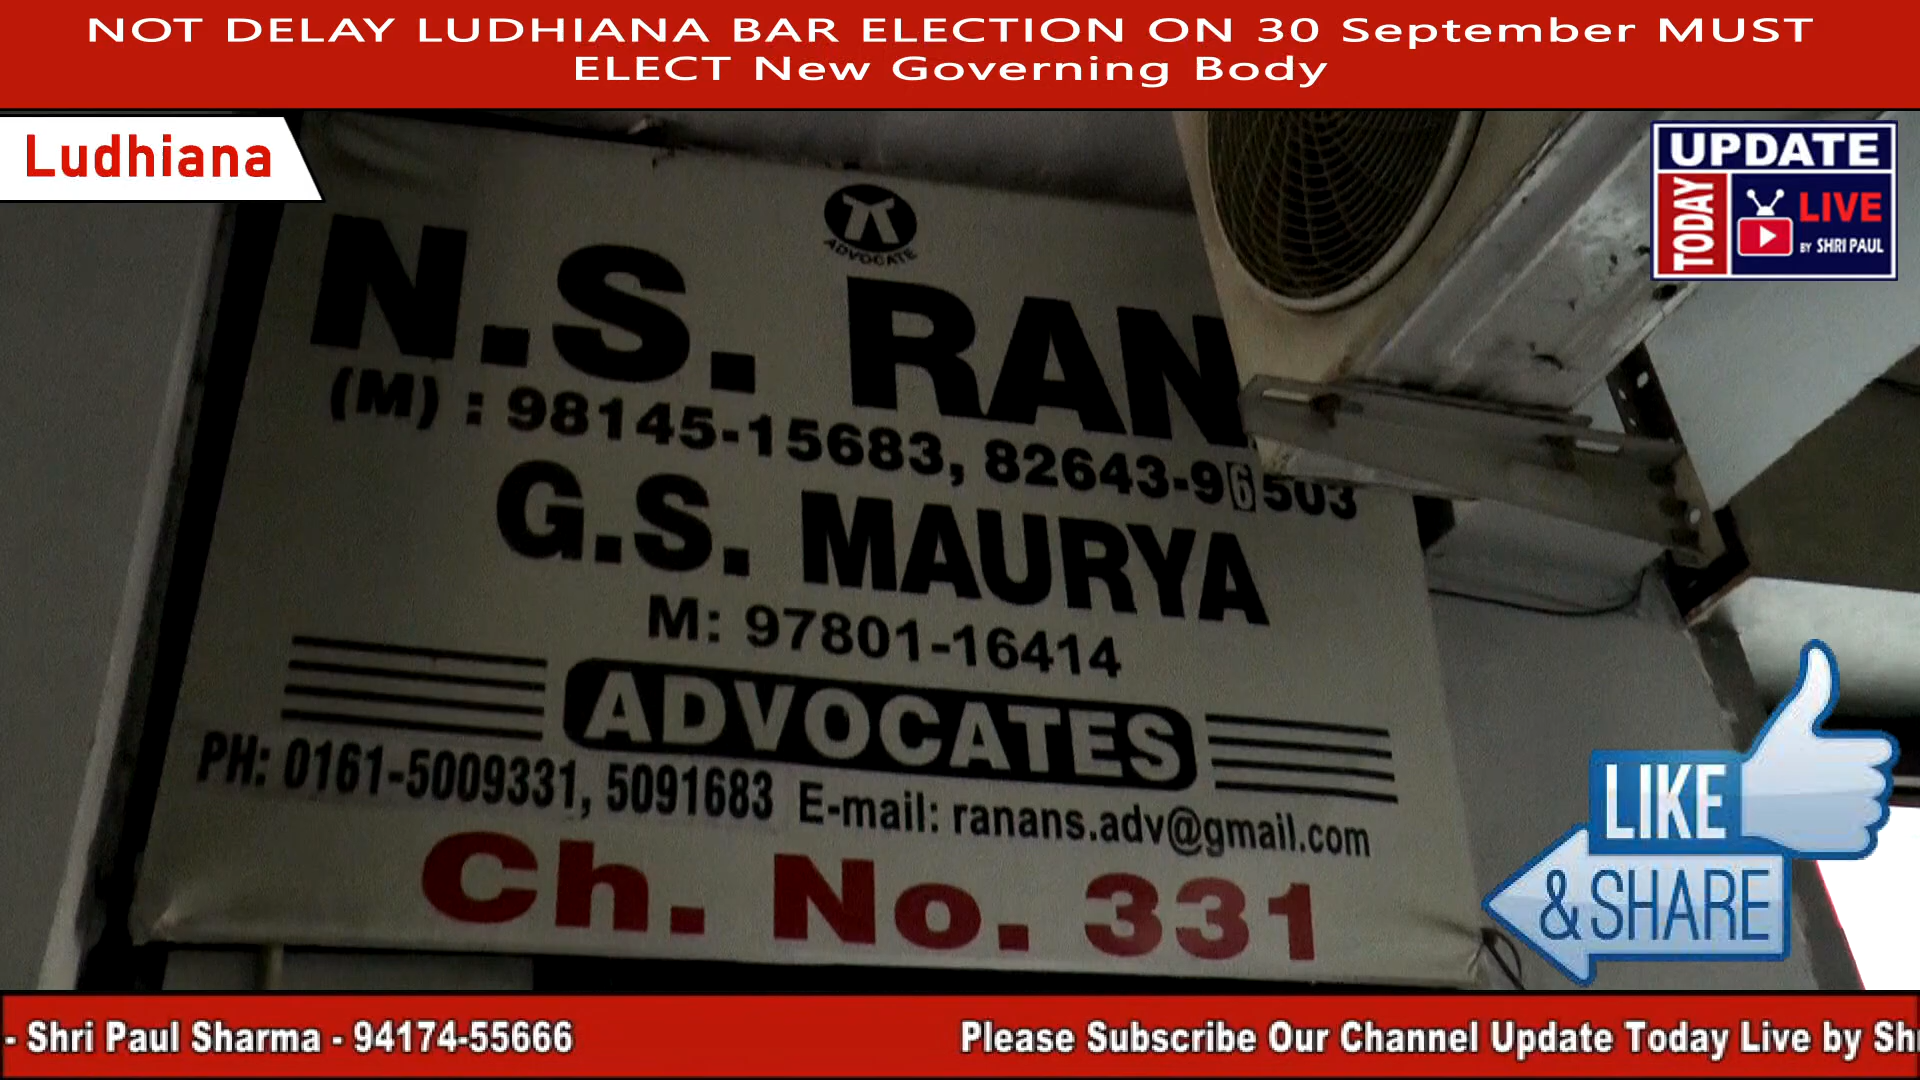 NOT DELAY LUDHIANA BAR ELECTION ON 30 September MUST
ELECT New Governing Body
Ludhiana
UPDATE
TODAY
LIVE
BY SHRI PAUL
ADVOCATE
N.S. RAN
(M) : 98145-15683, 82643-96503
G.S. MAURYA
M: 97801-16414
ADVOCATES
PH: 0161-5009331, 5091683 E-mail: ranans.adv@gmail.com
Ch. No. 331
LIKE
& SHARE
- Shri Paul Sharma - 94174-55666
Please Subscribe Our Channel Update Today Live by Sh